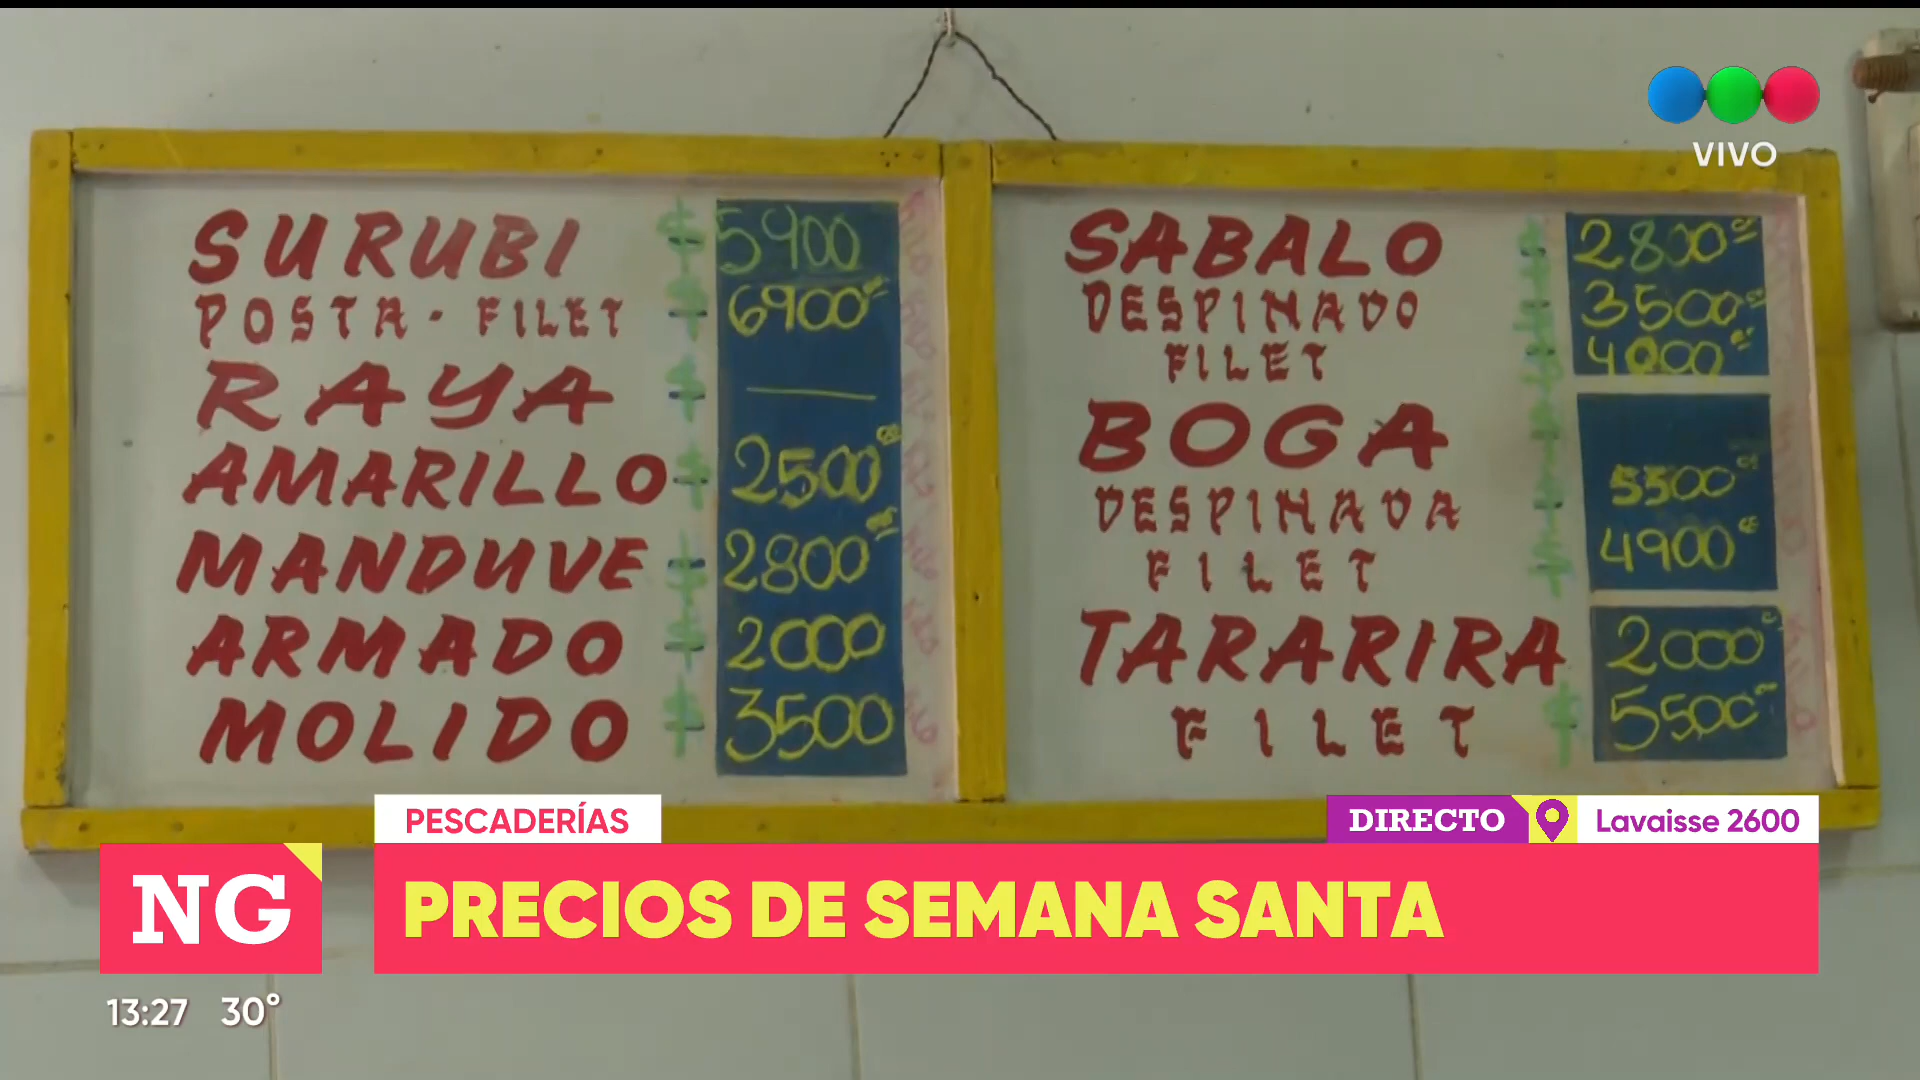 VIVO
SURUBI $ 5900
POSTA - FILET $ 6900
RAYA $ —
AMARILLO $ 2500
MANDUVE $ 2800
ARMADO $ 2000
MOLIDO $ 3500
SABALO $ 2800
DESPINADO $ 3500
FILET $ 4000
BOGA $
DESPINADA $ 5500
FILET $ 4900
TARARIRA 2000
FILET $ 5500
PESCADERÍAS
DIRECTO Lavaisse 2600
NG PRECIOS DE SEMANA SANTA
13:27 30°